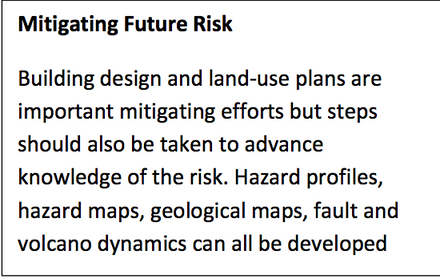 Mitigating Future Risk
Building design and land-use plans are
important mitigating efforts but steps
should also be taken to advance
knowledge of the risk. Hazard profiles,
hazard maps, geological maps, fault and
volcano dynamics can all be developed